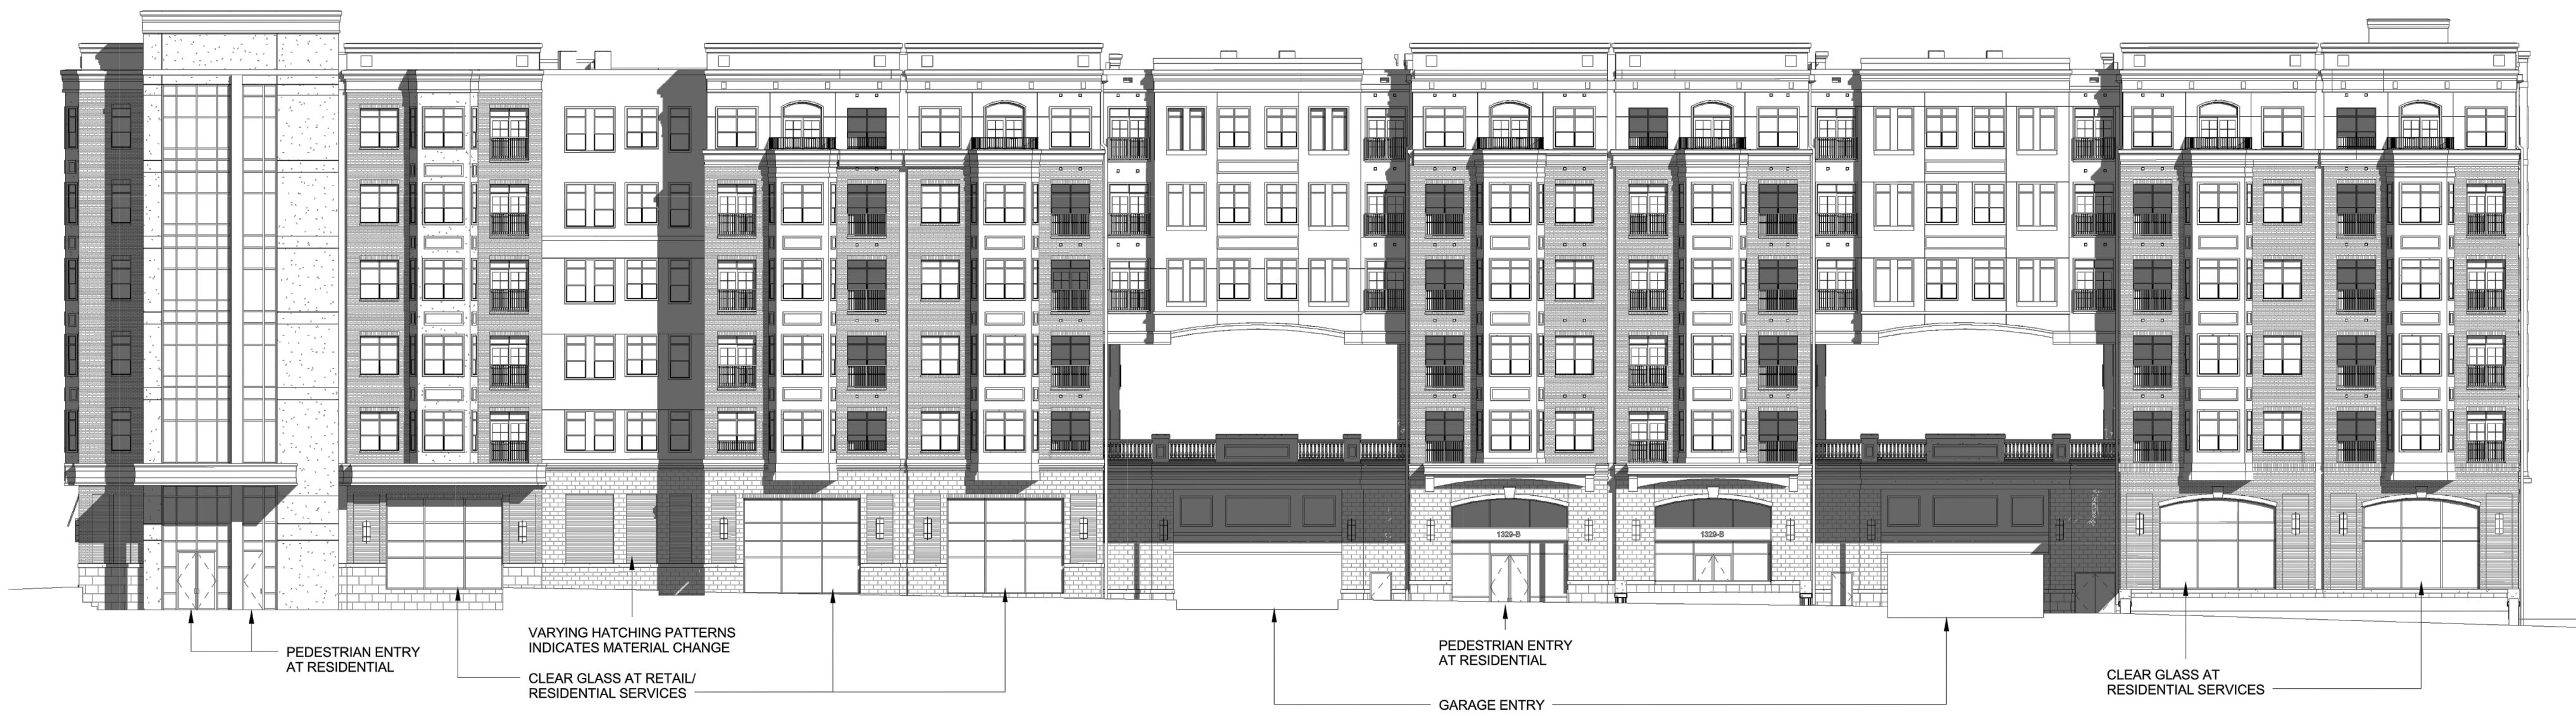 1329-B
1329-B
PEDESTRIAN ENTRY
AT RESIDENTIAL
VARYING HATCHING PATTERNS
INDICATES MATERIAL CHANGE
CLEAR GLASS AT RETAIL/
RESIDENTIAL SERVICES
PEDESTRIAN ENTRY
AT RESIDENTIAL
GARAGE ENTRY
CLEAR GLASS AT
RESIDENTIAL SERVICES